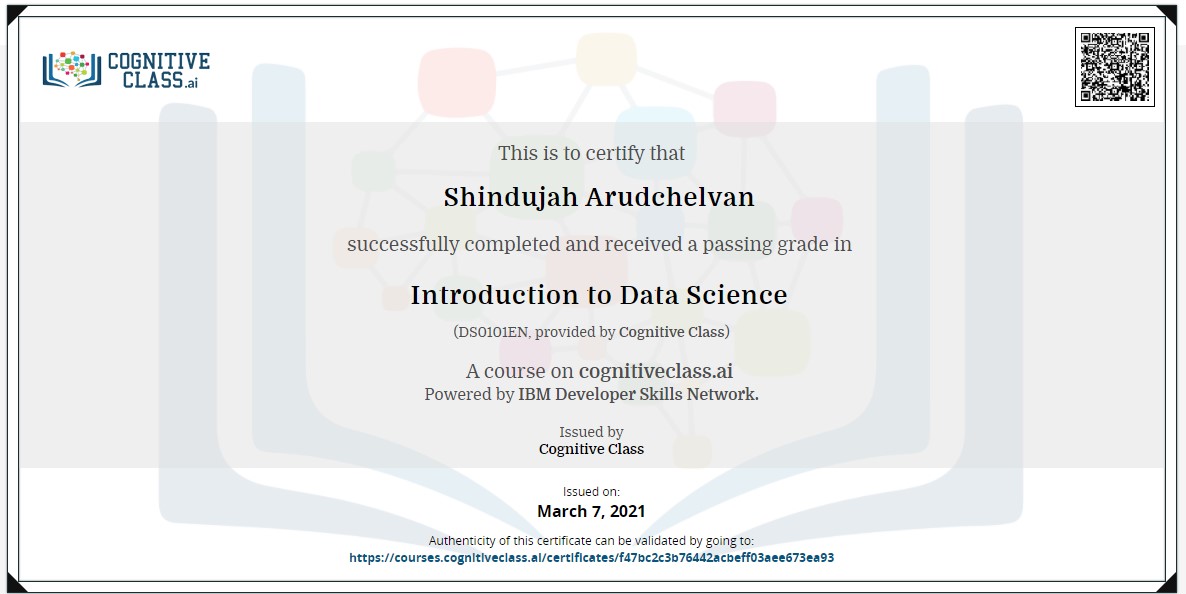 COGNITIVE
CLASS.ai
This is to certify that
Shindujah Arudchelvan
successfully completed and received a passing grade in
Introduction to Data Science
(DS0101EN, provided by Cognitive Class)
A course on cognitiveclass.ai
Powered by IBM Developer Skills Network.
Issued by
Cognitive Class
Issued on:
March 7, 2021
Authenticity of this certificate can be validated by going to:
https://courses.cognitiveclass.ai/certificates/f47bc2c3b76442acbeff03aee673ea93